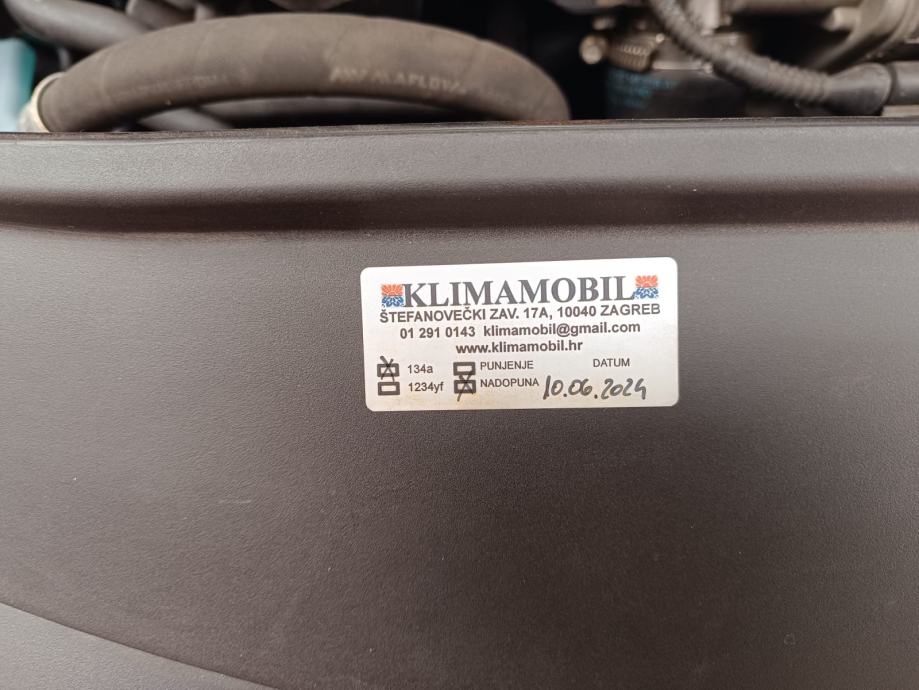 MAFLOW
KLIMAMOBIL
ŠTEFANOVEČKI ZAV. 17A, 10040 ZAGREB
01 291 0143 klimamobil@gmail.com
www.klimamobil.hr
134a PUNJENJE DATUM
1234yf NADOPUNA 10.06.2024